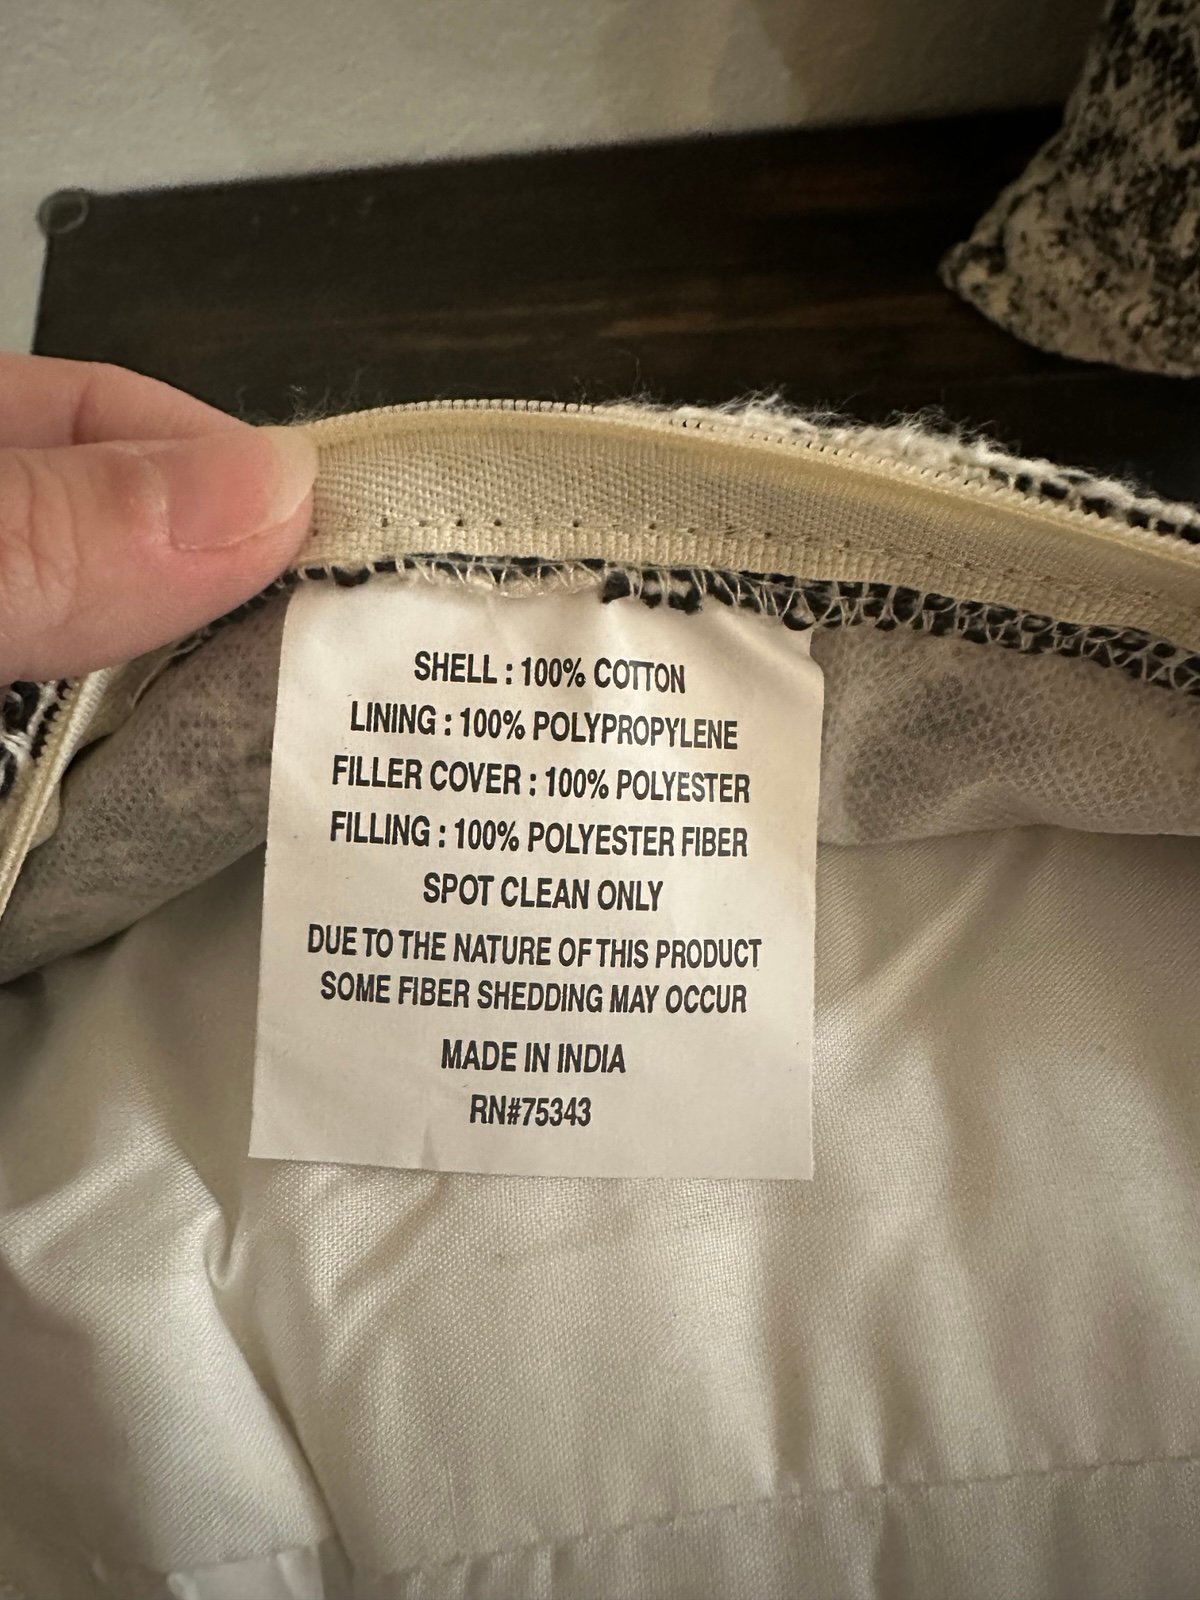 SHELL : 100% COTTON
LINING : 100% POLYPROPYLENE
FILLER COVER : 100% POLYESTER
FILLING : 100% POLYESTER FIBER
SPOT CLEAN ONLY
DUE TO THE NATURE OF THIS PRODUCT
SOME FIBER SHEDDING MAY OCCUR
MADE IN INDIA
RN#75343